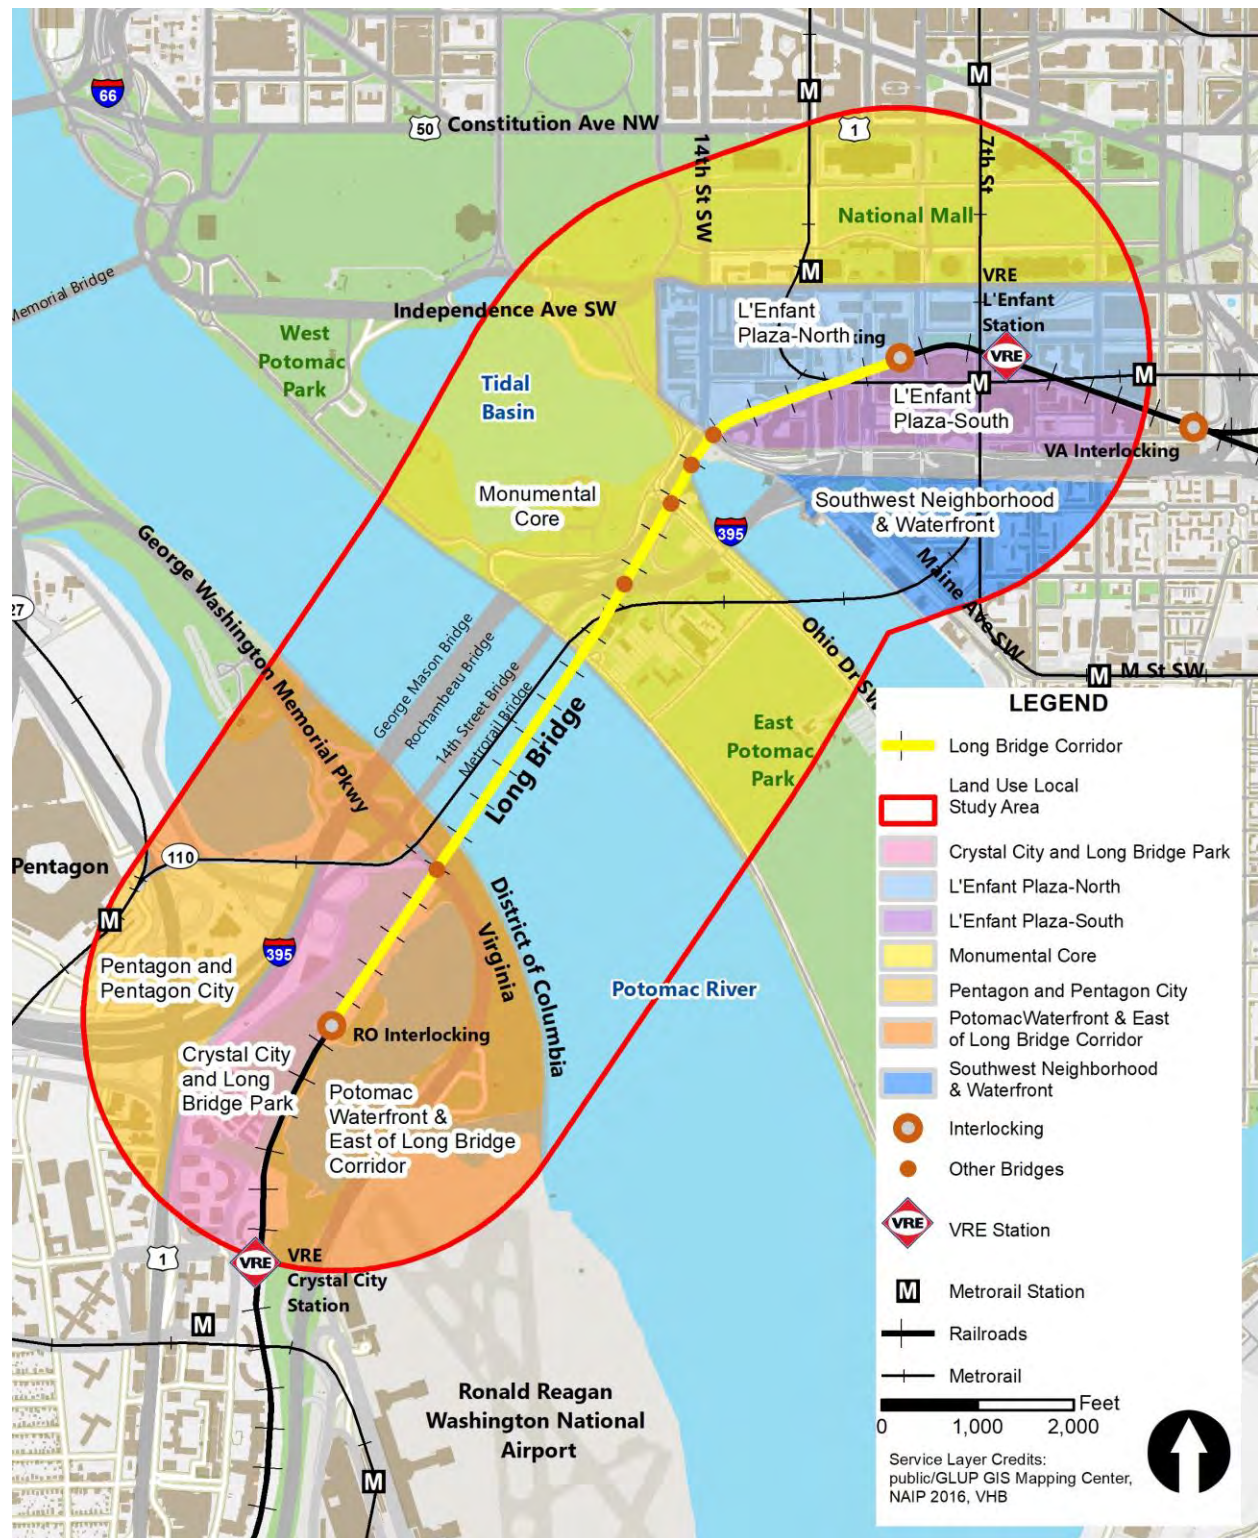 66
50
Constitution Ave NW
1
M
M
14th St SW
7th St
National Mall
M
VRE
L'Enfant
Station
Independence Ave SW
L'Enfant
Plaza-North
king
VRE
M
M
West
Potomac
Park
Memorial Bridge
Tidal
Basin
L'Enfant
Plaza-South
VA Interlocking
Monumental
Core
Southwest Neighborhood
& Waterfront
395
George Washington Memorial Pkwy
27
Maine Ave SW
M
M St SW
Ohio Dr SW
George Mason Bridge
Rochambeau Bridge
14th Street Bridge
Metrorail Bridge
Long Bridge
East
Potomac
Park
Pentagon
110
M
395
Pentagon and
Pentagon City
District of Columbia
Virginia
Potomac River
RO Interlocking
Crystal City
and Long
Bridge Park
Potomac
Waterfront &
East of Long Bridge
Corridor
1
VRE
VRE
Crystal City
Station
M
M
Ronald Reagan
Washington National
Airport
LEGEND
Long Bridge Corridor
Land Use Local
Study Area
Crystal City and Long Bridge Park
L'Enfant Plaza-North
L'Enfant Plaza-South
Monumental Core
Pentagon and Pentagon City
PotomacWaterfront & East
of Long Bridge Corridor
Southwest Neighborhood
& Waterfront
Interlocking
Other Bridges
VRE
VRE Station
M
Metrorail Station
Railroads
Metrorail
Feet
0 1,000 2,000
Service Layer Credits:
public/GLUP GIS Mapping Center,
NAIP 2016, VHB